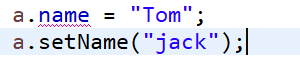 a.name = "Tom";
a.setName("jack");